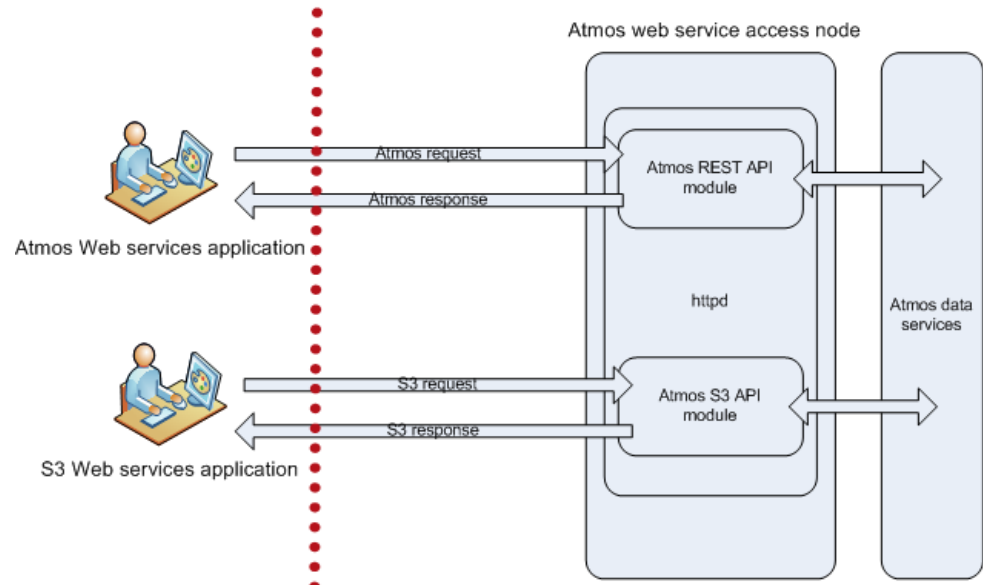 Atmos web service access node
Atmos request
Atmos REST API
module
Atmos response
Atmos Web services application
httpd
Atmos data
services
S3 request
Atmos S3 API
module
S3 response
S3 Web services application